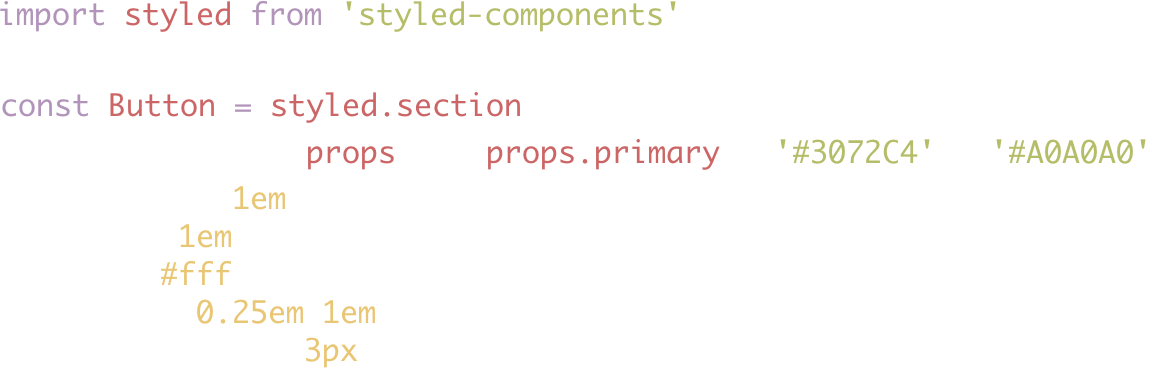 import styled from 'styled-components'
const Button = styled.section
props props.primary '#3072C4' '#A0A0A0'
1em
1em
#fff
0.25em 1em
3px